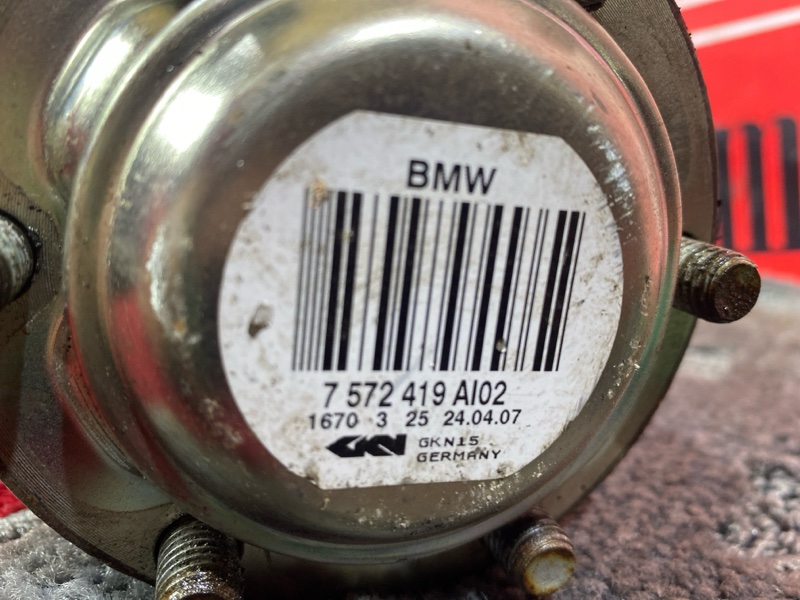 BMW
7 572 419 AI02
1670 3 25 24.04.07
GKN GKN15
GERMANY